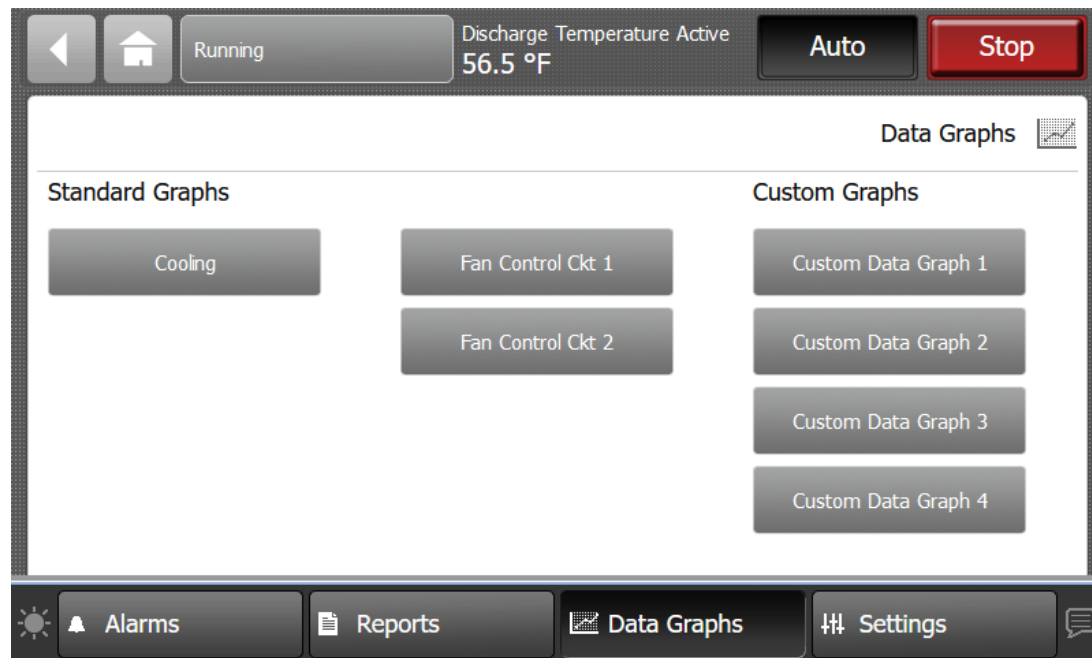 Running
Discharge Temperature Active
56.5 °F
Auto
Stop
Data Graphs
Standard Graphs
Custom Graphs
Cooling
Fan Control Ckt 1
Custom Data Graph 1
Fan Control Ckt 2
Custom Data Graph 2
Custom Data Graph 3
Custom Data Graph 4
Alarms
Reports
Data Graphs
Settings